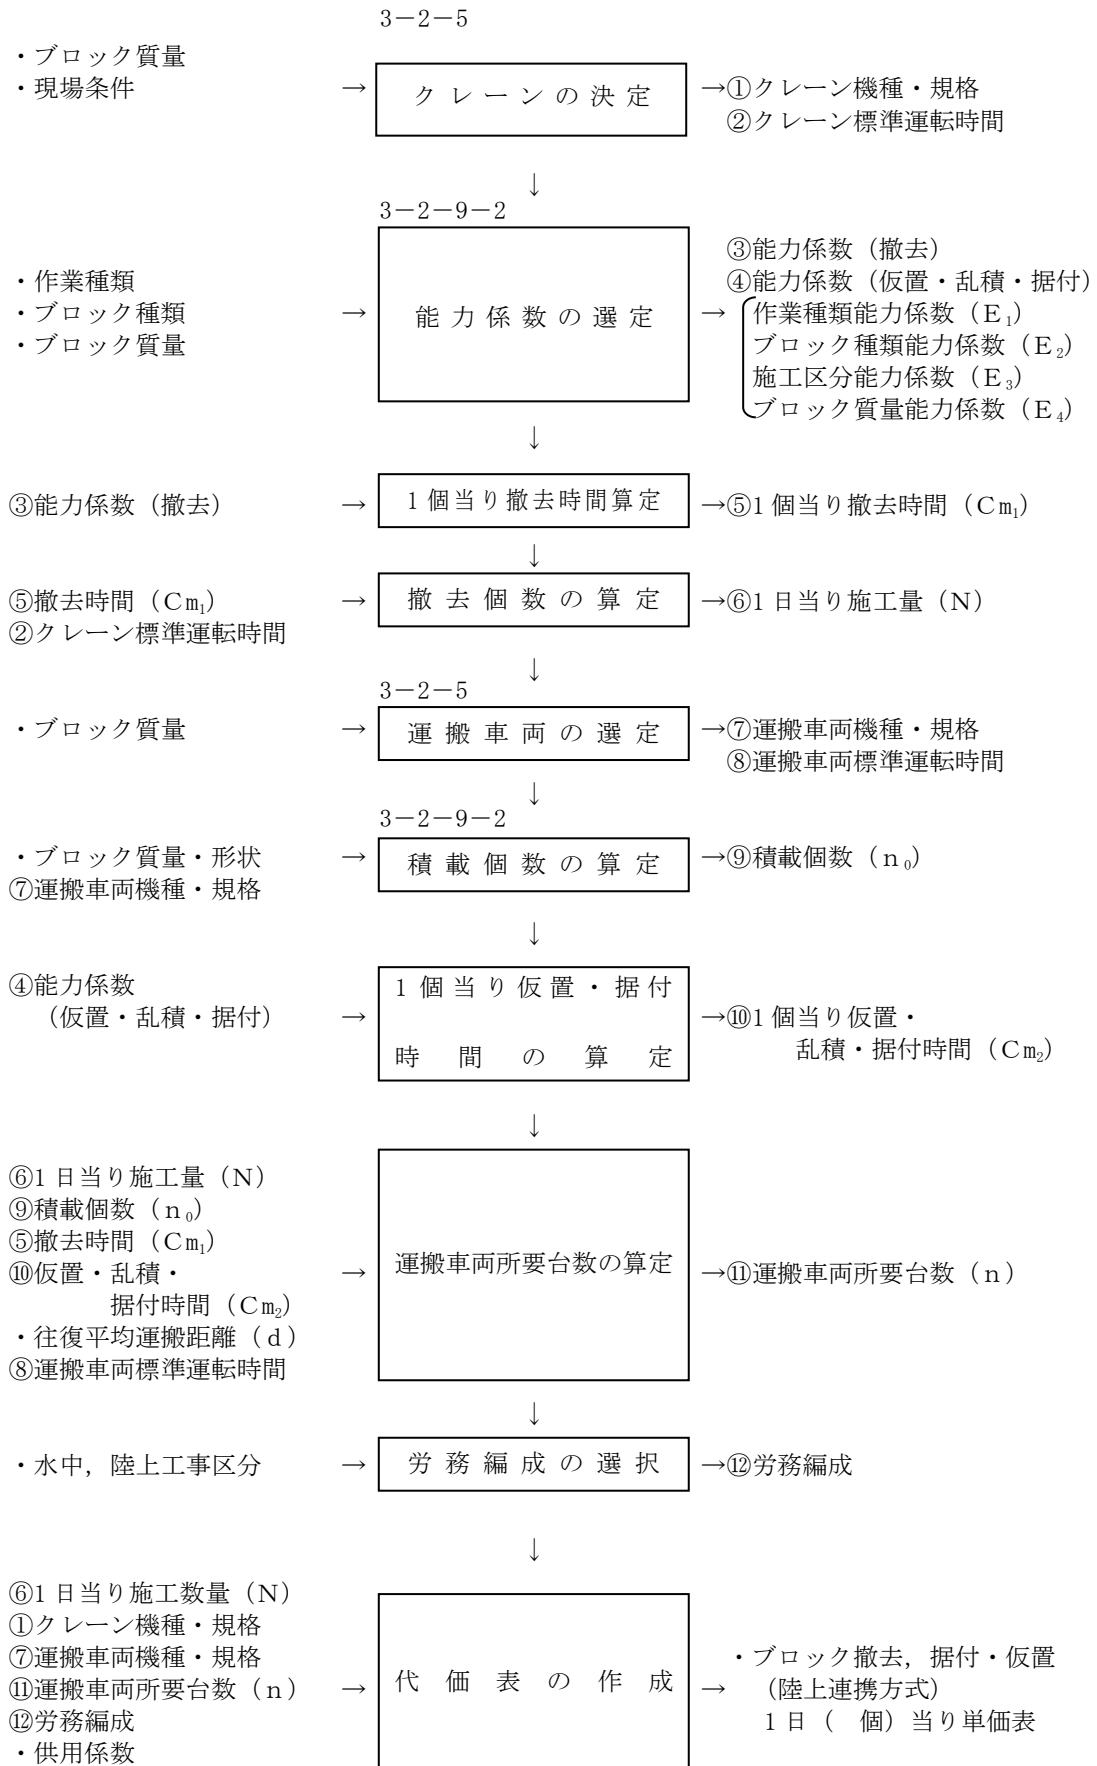 3－2－5
・ブロック質量
・現場条件 → クレーンの決定 →①クレーン機種・規格
②クレーン標準運転時間
↓
3－2－9－2
③能力係数（撤去）
・作業種類 ④能力係数（仮置・乱積・据付）
・ブロック種類 → 能力係数の選定 → 作業種類能力係数（Ｅ₁）
・ブロック質量 ブロック種類能力係数（Ｅ₂）
施工区分能力係数（Ｅ₃）
ブロック質量能力係数（Ｅ₄）
↓
③能力係数（撤去） → 1個当り撤去時間算定 →⑤1個当り撤去時間（Ｃｍ₁）
↓
⑤撤去時間（Ｃｍ₁） → 撤去個数の算定 →⑥1日当り施工量（Ｎ）
②クレーン標準運転時間
↓
3－2－5
・ブロック質量 → 運搬車両の選定 →⑦運搬車両機種・規格
⑧運搬車両標準運転時間
↓
3－2－9－2
・ブロック質量・形状 → 積載個数の算定 →⑨積載個数（ｎ₀）
⑦運搬車両機種・規格
↓
④能力係数 1個当り仮置・据付
（仮置・乱積・据付） → →⑩1個当り仮置・
時間の算定 乱積・据付時間（Ｃｍ₂）
↓
⑥1日当り施工量（Ｎ）
⑨積載個数（ｎ₀）
⑤撤去時間（Ｃｍ₁）
⑩仮置・乱積・ → 運搬車両所要台数の算定 →⑪運搬車両所要台数（ｎ）
据付時間（Ｃｍ₂）
・往復平均運搬距離（ｄ）
⑧運搬車両標準運転時間
↓
・水中，陸上工事区分 → 労務編成の選択 →⑫労務編成
↓
⑥1日当り施工数量（Ｎ）
①クレーン機種・規格
⑦運搬車両機種・規格 ・ブロック撤去，据付・仮置
⑪運搬車両所要台数（ｎ） → 代価表の作成 → （陸上連携方式）
⑫労務編成 1日（　個）当り単価表
・供用係数